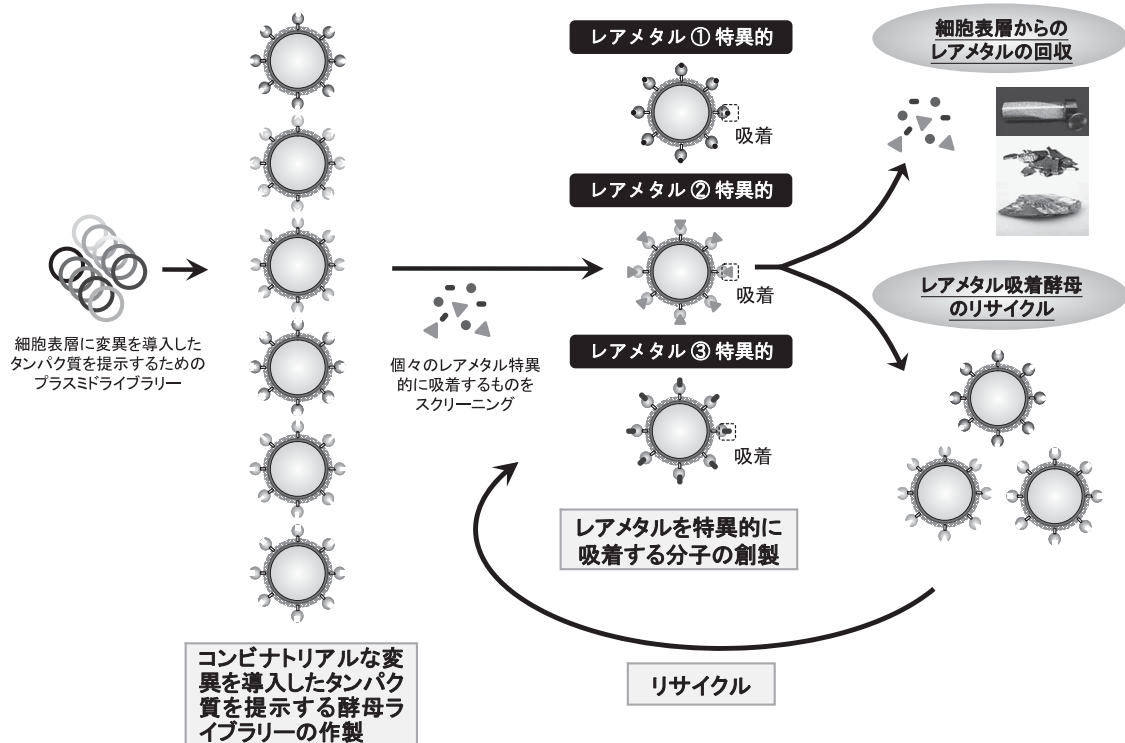 細胞表層に変異を導入した
タンパク質を提示するための
プラスミドライブラリー
コンビナトリアルな変
異を導入したタンパク
質を提示する酵母ラ
イブラリーの作製
個々のレアメタル特異
的に吸着するものを
スクリーニング
レアメタル ① 特異的
吸着
レアメタル ② 特異的
吸着
レアメタル ③ 特異的
吸着
レアメタルを特異的に
吸着する分子の創製
細胞表層からの
レアメタルの回収
レアメタル吸着酵母
のリサイクル
リサイクル